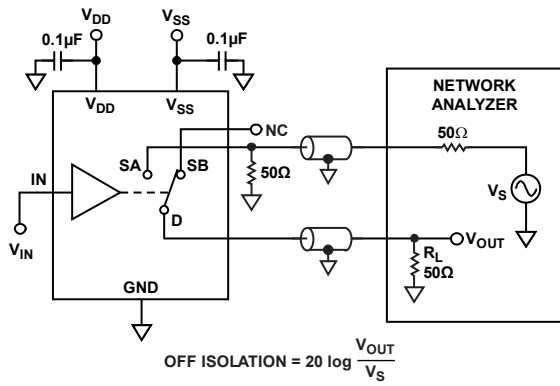 VDD
VSS
0.1µF
0.1µF
VDD
VSS
NETWORK
ANALYZER
NC
50Ω
SA
SB
50Ω
IN
VS
D
VOUT
VIN
RL
50Ω
GND
OFF ISOLATION = 20 log VOUT
VS